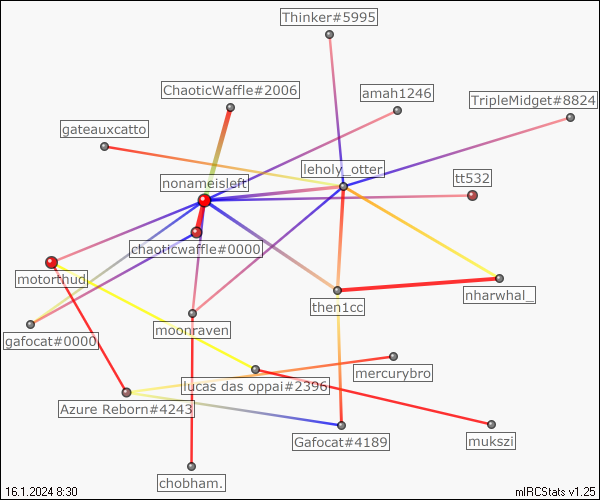 Thinker#5995
ChaoticWaffle#2006
amah1246
TripleMidget#8824
gateauxcatto
leholy_otter
nonameisleft
tt532
chaoticwaffle#0000
motorthud
nharwhal_
then1cc
gafocat#0000
moonraven
mercurybro
lucas das oppai#2396
Azure Reborn#4243
Gafocat#4189
mukszi
chobham.
16.1.2024 8:30
mIRCStats v1.25